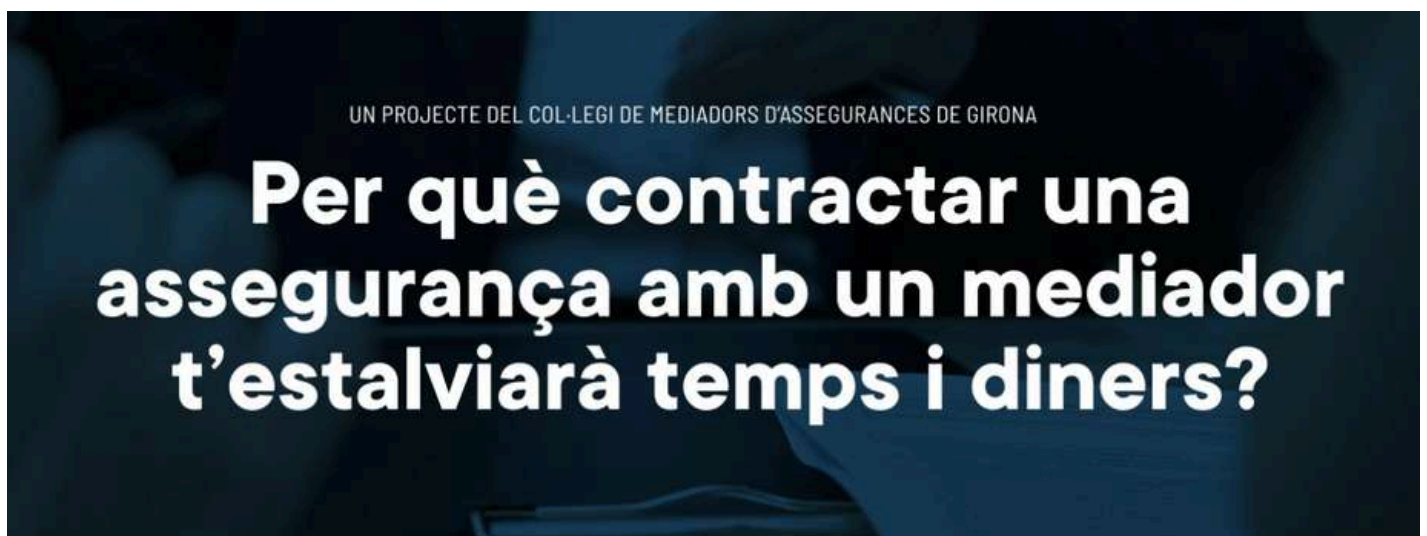 UN PROJECTE DEL COL·LEGI DE MEDIADORS D'ASSEGURANCES DE GIRONA
Per què contractar una
assegurança amb un mediador
t’estalviarà temps i diners?